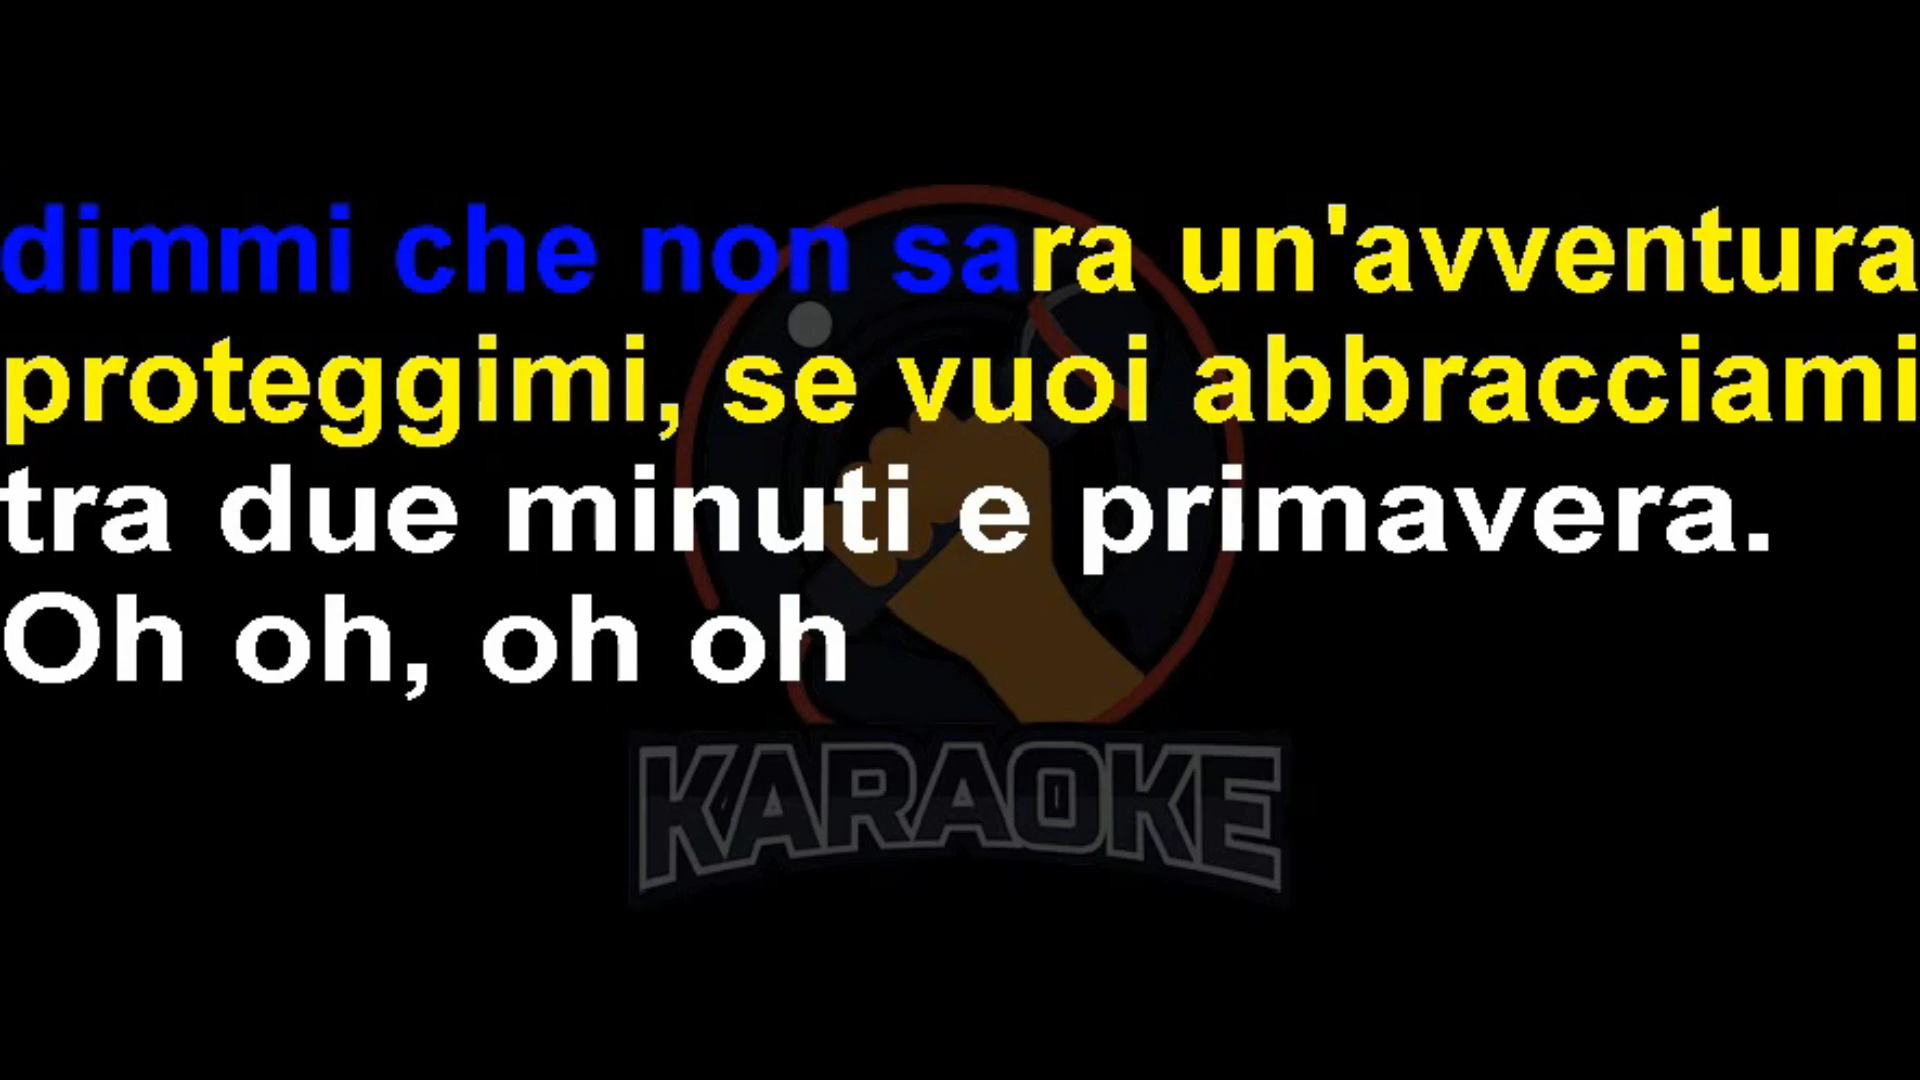 dimmi che non sara un'avventura
proteggimi, se vuoi abbracciami
tra due minuti e primavera.
Oh oh, oh oh
KARAOKE